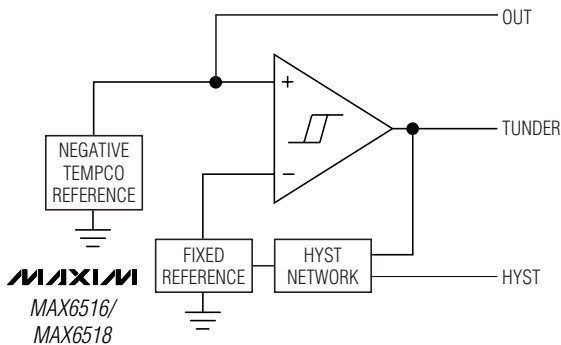 OUT
+
TUNDER
−
NEGATIVE
TEMPCO
REFERENCE
FIXED
REFERENCE
HYST
NETWORK
HYST
MAXIM
MAX6516/
MAX6518